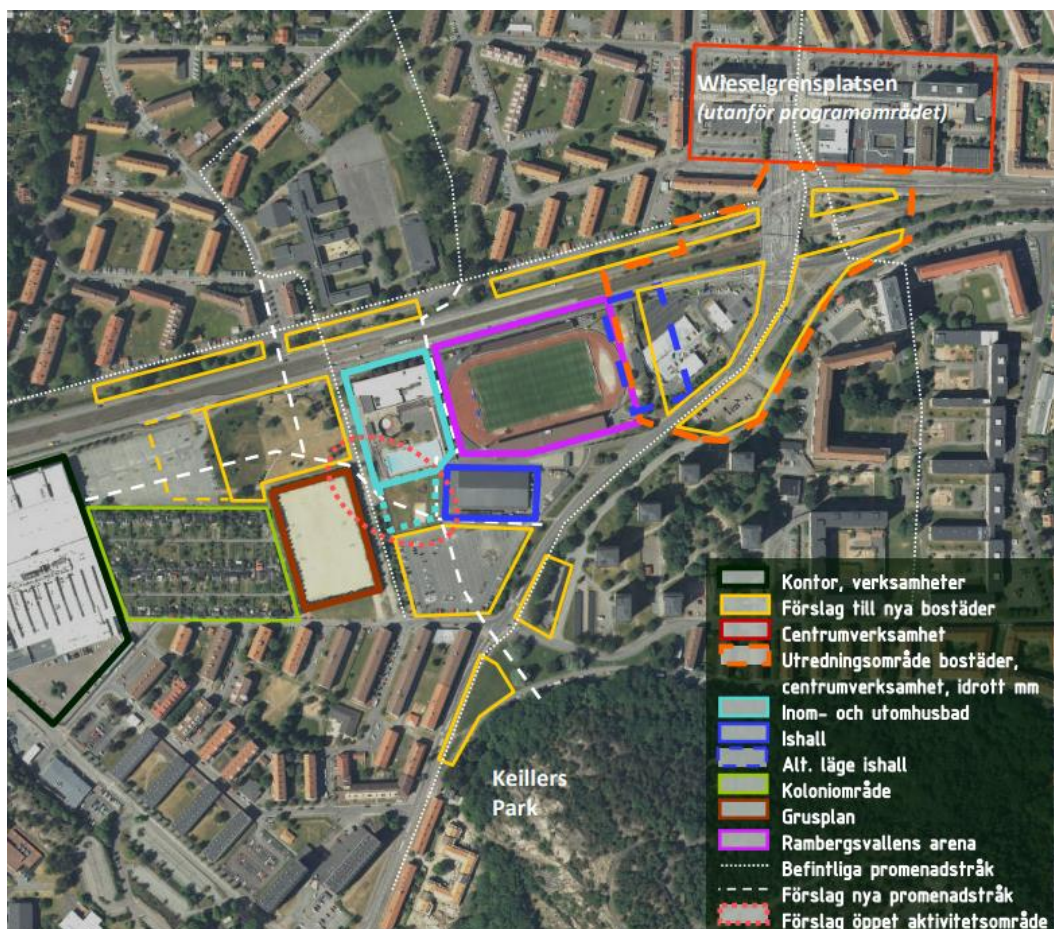 Wieselgrensplatsen
(utanför programområdet)
Keillers
Park
Kontor, verksamheter
Förslag till nya bostäder
Centrumverksamhet
Utredningsområde bostäder,
centrumverksamhet, idrott mm
Inom- och utomhusbad
Ishall
Alt. läge ishall
Koloniområde
Grusplan
Rambergsvallens arena
Befintliga promenadstråk
Förslag nya promenadstråk
Förslag öppet aktivitetsområde